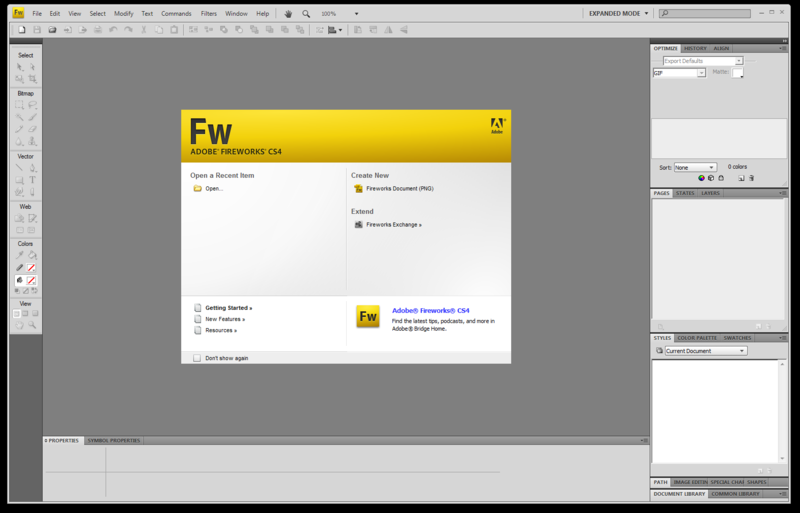 Fw File Edit View Select Modify Text Commands Filters Window Help 100% EXPANDED MODE
Select
Bitmap
Vector
Web
Colors
View
Fw
ADOBE® FIREWORKS® CS4
Adobe
Open a Recent Item
Open...
Create New
Fireworks Document (PNG)
Extend
Fireworks Exchange »
Getting Started »
New Features »
Resources »
Fw
Adobe® Fireworks® CS4
Find the latest tips, podcasts, and more in
Adobe® Bridge Home.
Don't show again
PROPERTIES SYMBOL PROPERTIES
OPTIMIZE HISTORY ALIGN
Export Defaults
GIF Matte:
Sort: None 0 colors
PAGES STATES LAYERS
STYLES COLOR PALETTE SWATCHES
Current Document
PATH IMAGE EDITIN SPECIAL CHAR SHAPES
DOCUMENT LIBRARY COMMON LIBRARY